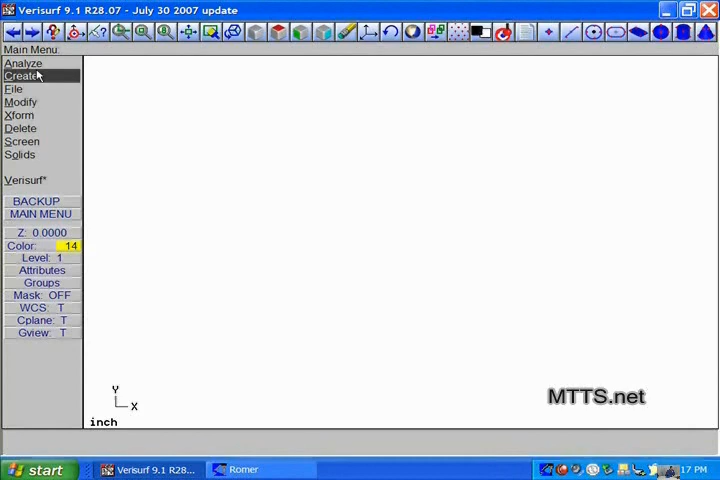 Verisurf 9.1 R28.07 - July 30 2007 update
Main Menu:
Analyze
Create
File
Modify
Xform
Delete
Screen
Solids
Verisurf*
BACKUP
MAIN MENU
Z: 0.0000
Color: 14
Level: 1
Attributes
Groups
Mask: OFF
WCS: T
Cplane: T
Gview: T
Y
X
inch
MTTS.net
start
Verisurf 9.1 R28...
Romer
17 PM